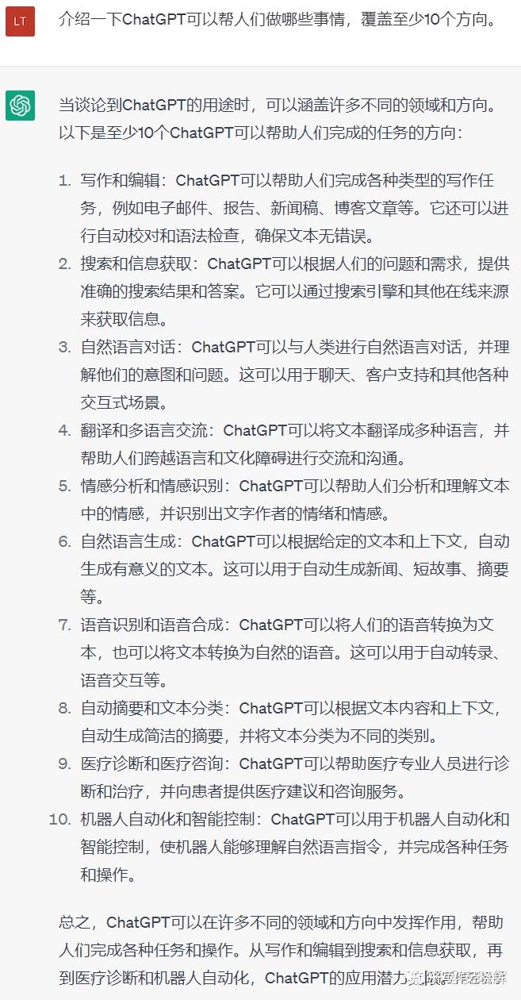 LT
介绍一下ChatGPT可以帮人们做哪些事情，覆盖至少10个方向。
当谈论到ChatGPT的用途时，可以涵盖许多不同的领域和方向。
以下是至少10个ChatGPT可以帮助人们完成的任务的方向：
1. 写作和编辑：ChatGPT可以帮助人们完成各种类型的写作任
务，例如电子邮件、报告、新闻稿、博客文章等。它还可以进
行自动校对和语法检查，确保文本无错误。
2. 搜索和信息获取：ChatGPT可以根据人们的问题和需求，提供
准确的搜索结果和答案。它可以通过搜索引擎和其他在线来源
来获取信息。
3. 自然语言对话：ChatGPT可以与人类进行自然语言对话，并理
解他们的意图和问题。这可以用于聊天、客户支持和其他各种
交互式场景。
4. 翻译和多语言交流：ChatGPT可以将文本翻译成多种语言，并
帮助人们跨越语言和文化障碍进行交流和沟通。
5. 情感分析和情感识别：ChatGPT可以帮助人们分析和理解文本
中的情感，并识别出文字作者的情绪和情感。
6. 自然语言生成：ChatGPT可以根据给定的文本和上下文，自动
生成有意义的文本。这可以用于自动生成新闻、短故事、摘要
等。
7. 语音识别和语音合成：ChatGPT可以将人们的语音转换为文
本，也可以将文本转换为自然的语音。这可以用于自动转录、
语音交互等。
8. 自动摘要和文本分类：ChatGPT可以根据文本内容和上下文，
自动生成简洁的摘要，并将文本分类为不同的类别。
9. 医疗诊断和医疗咨询：ChatGPT可以帮助医疗专业人员进行诊
断和治疗，并向患者提供医疗建议和咨询服务。
10. 机器人自动化和智能控制：ChatGPT可以用于机器人自动化和
智能控制，使机器人能够理解自然语言指令，并完成各种任务
和操作。
总之，ChatGPT可以在许多不同的领域和方向中发挥作用，帮助
人们完成各种任务和操作。从写作和编辑到搜索和信息获取，再
到医疗诊断和机器人自动化，ChatGPT的应用潜力